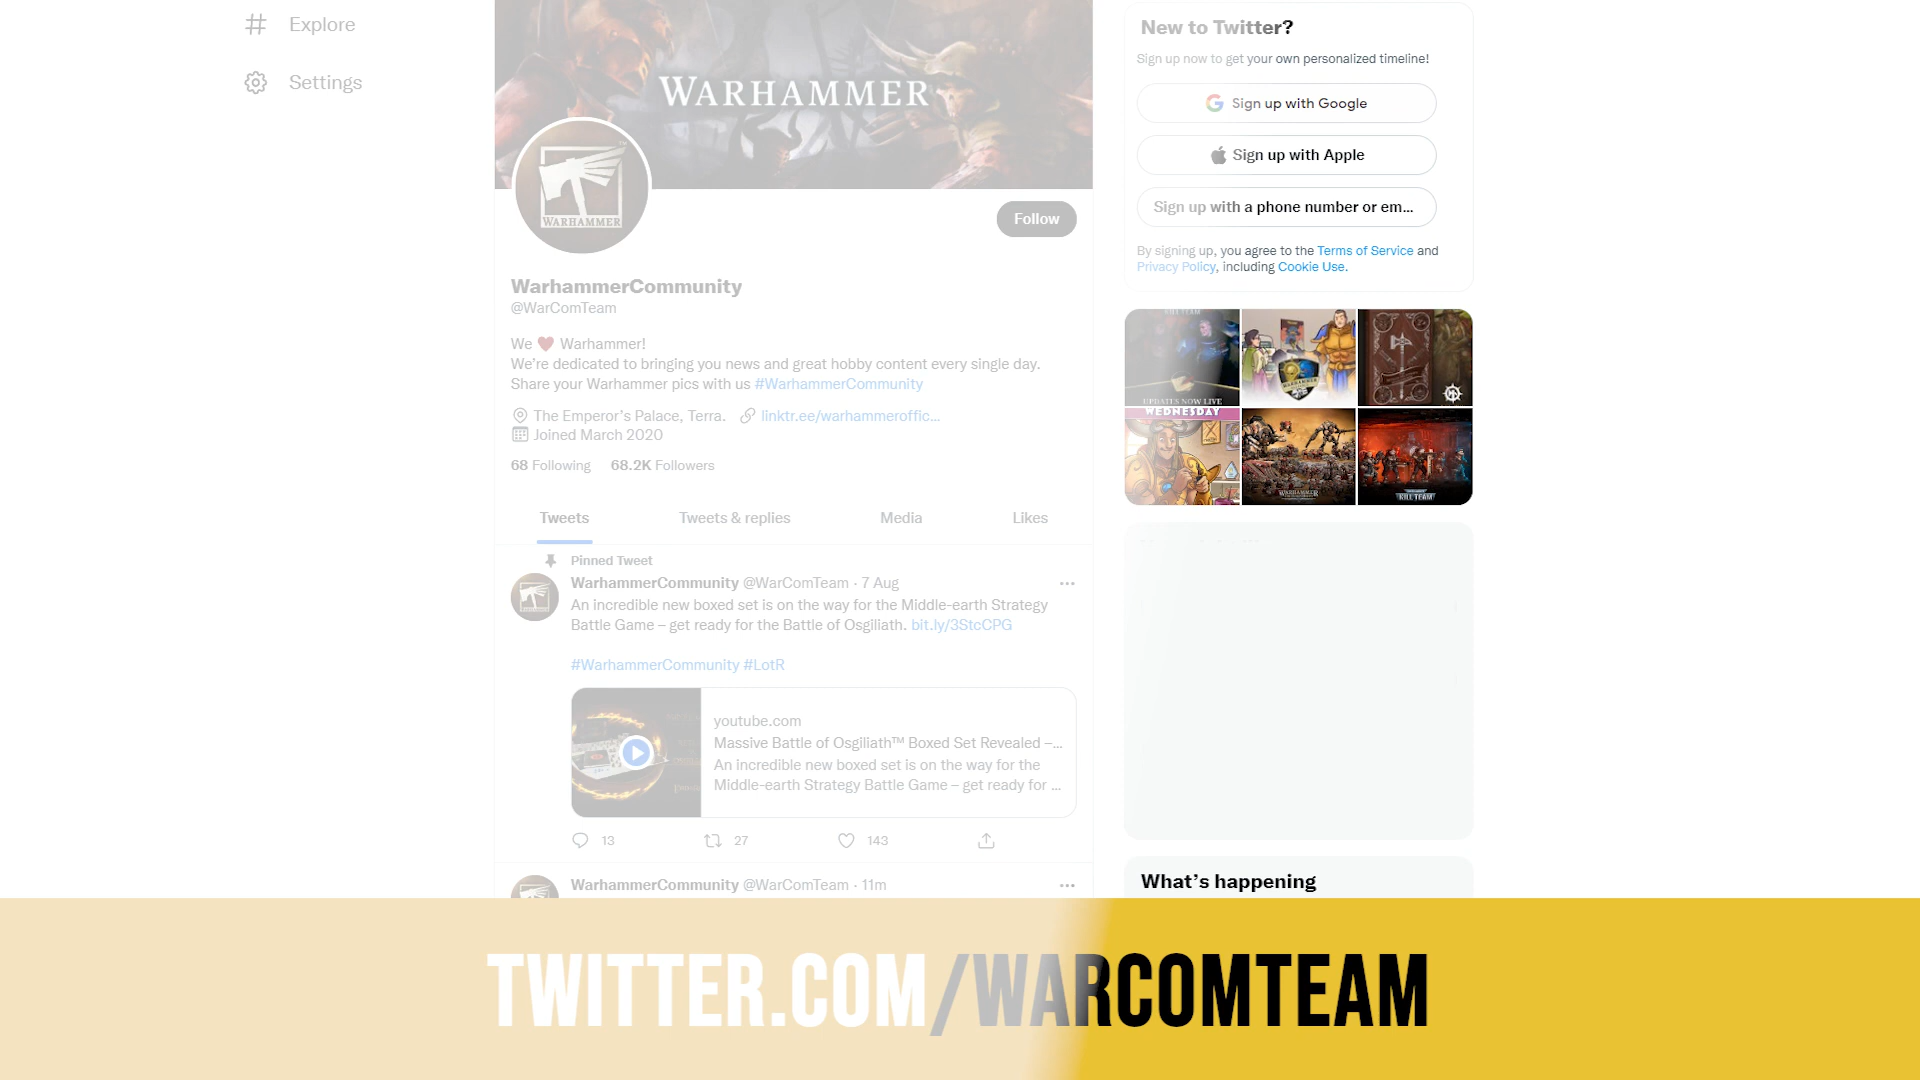 Explore
Settings
WARHAMMER
WARHAMMER
Follow
WarhammerCommunity
@WarComTeam
We ❤ Warhammer!
We're dedicated to bringing you news and great hobby content every single day.
Share your Warhammer pics with us #WarhammerCommunity
The Emperor's Palace, Terra. linktr.ee/warhammeroffic...
Joined March 2020
68 Following 68.2K Followers
Tweets Tweets & replies Media Likes
Pinned Tweet
WarhammerCommunity @WarComTeam · 7 Aug
An incredible new boxed set is on the way for the Middle-earth Strategy
Battle Game – get ready for the Battle of Osgiliath. bit.ly/3StcCPG
#WarhammerCommunity #LotR
youtube.com
Massive Battle of Osgiliath™ Boxed Set Revealed –...
An incredible new boxed set is on the way for the
Middle-earth Strategy Battle Game – get ready for ...
13 27 143
WarhammerCommunity @WarComTeam · 11m
New to Twitter?
Sign up now to get your own personalized timeline!
Sign up with Google
Sign up with Apple
Sign up with a phone number or em...
By signing up, you agree to the Terms of Service and
Privacy Policy, including Cookie Use.
KILL TEAM
UPDATES NOW LIVE
WARHAMMER
WEDNESDAY
WARHAMMER
KILL TEAM
What's happening
TWITTER.COM/WARCOMTEAM